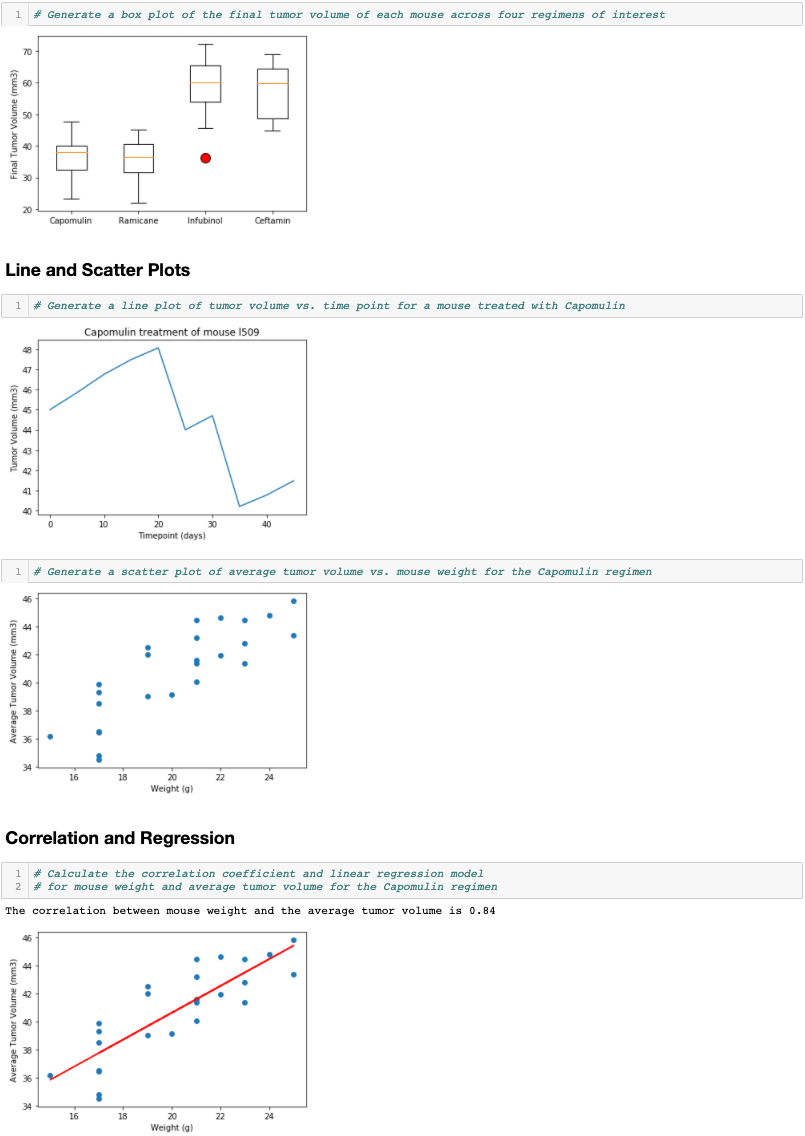 1 # Generate a box plot of the final tumor volume of each mouse across four regimens of interest
Final Tumor Volume (mm3)
70
60
50
40
30
20
Capomulin Ramicane Infubinol Ceftamin
Line and Scatter Plots
1 # Generate a line plot of tumor volume vs. time point for a mouse treated with Capomulin
Capomulin treatment of mouse l509
Tumor Volume (mm3)
48
47
46
45
44
43
42
41
40
0 10 20 30 40
Timepoint (days)
1 # Generate a scatter plot of average tumor volume vs. mouse weight for the Capomulin regimen
Average Tumor Volume (mm3)
46
44
42
40
38
36
34
16 18 20 22 24
Weight (g)
Correlation and Regression
1 # Calculate the correlation coefficient and linear regression model
2 # for mouse weight and average tumor volume for the Capomulin regimen
The correlation between mouse weight and the average tumor volume is 0.84
Average Tumor Volume (mm3)
46
44
42
40
38
36
34
16 18 20 22 24
Weight (g)